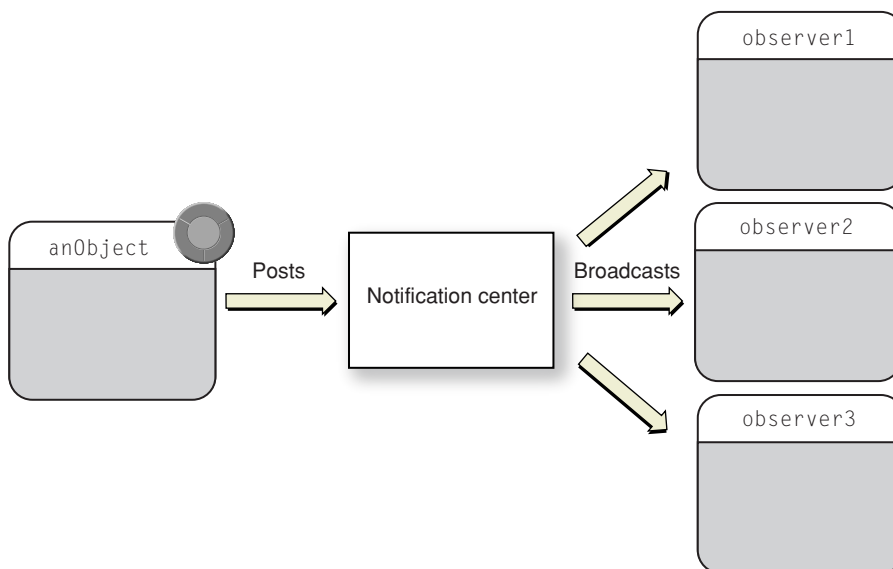 observer1
observer2
anObject
Posts
Notification center
Broadcasts
observer3